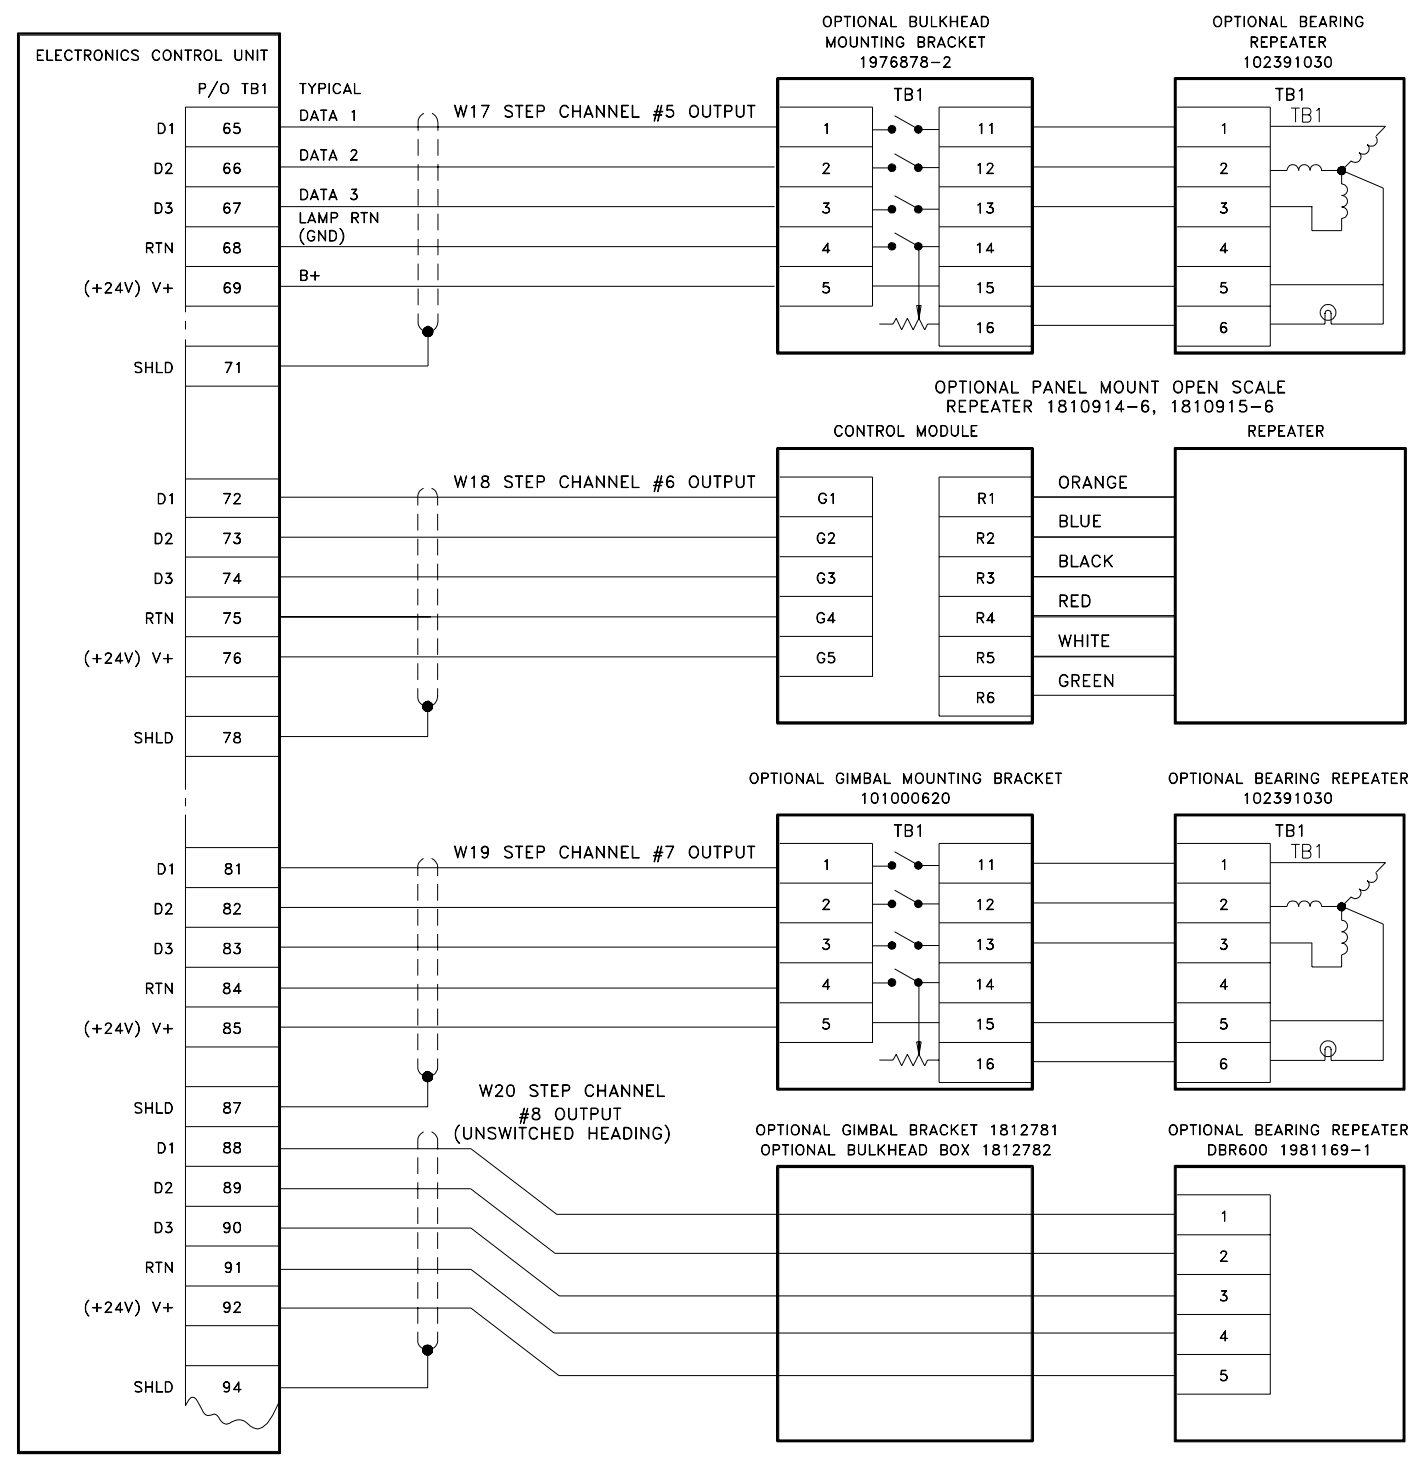 OPTIONAL BULKHEAD
MOUNTING BRACKET
1976878-2
OPTIONAL BEARING
REPEATER
102391030
ELECTRONICS CONTROL UNIT
P/O TB1
TYPICAL
TB1
TB1
TB1
D1 65 DATA 1 W17 STEP CHANNEL #5 OUTPUT 1 11 1
D2 66 DATA 2 2 12 2
D3 67 DATA 3 3 13 3
LAMP RTN
(GND)
RTN 68 4 14 4
(+24V) V+ 69 B+ 5 15 5
16 6
SHLD 71
OPTIONAL PANEL MOUNT OPEN SCALE
REPEATER 1810914-6, 1810915-6
CONTROL MODULE
REPEATER
D1 72 W18 STEP CHANNEL #6 OUTPUT G1 R1 ORANGE
D2 73 G2 R2 BLUE
D3 74 G3 R3 BLACK
RTN 75 G4 R4 RED
(+24V) V+ 76 G5 R5 WHITE
R6 GREEN
SHLD 78
OPTIONAL GIMBAL MOUNTING BRACKET
101000620
OPTIONAL BEARING REPEATER
102391030
TB1
TB1
TB1
D1 81 W19 STEP CHANNEL #7 OUTPUT 1 11 1
D2 82 2 12 2
D3 83 3 13 3
RTN 84 4 14 4
(+24V) V+ 85 5 15 5
16 6
SHLD 87
W20 STEP CHANNEL
#8 OUTPUT
(UNSWITCHED HEADING)
OPTIONAL GIMBAL BRACKET 1812781
OPTIONAL BULKHEAD BOX 1812782
OPTIONAL BEARING REPEATER
DBR600 1981169-1
D1 88 1
D2 89 2
D3 90 3
RTN 91 4
(+24V) V+ 92 5
SHLD 94